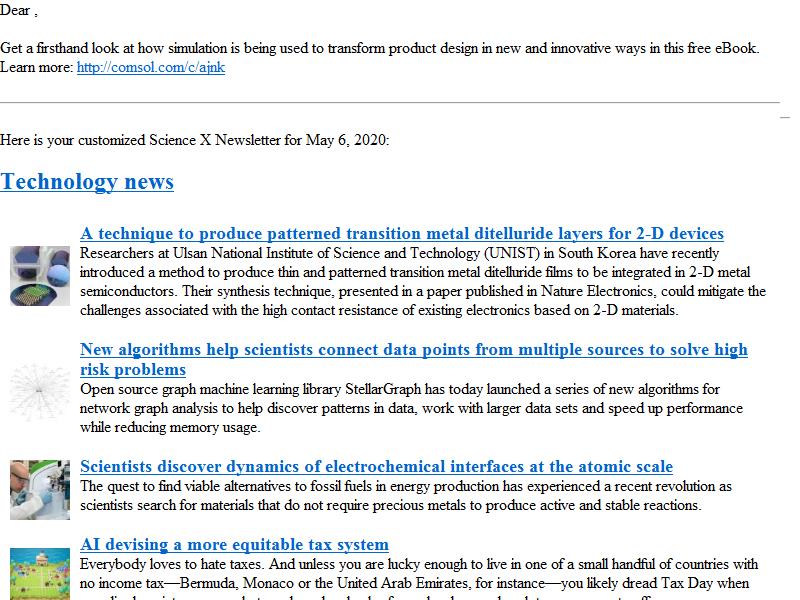 Dear ,
Get a firsthand look at how simulation is being used to transform product design in new and innovative ways in this free eBook.
Learn more: http://comsol.com/c/ajnk
Here is your customized Science X Newsletter for May 6, 2020:
Technology news
A technique to produce patterned transition metal ditelluride layers for 2-D devices
Researchers at Ulsan National Institute of Science and Technology (UNIST) in South Korea have recently
introduced a method to produce thin and patterned transition metal ditelluride films to be integrated in 2-D metal
semiconductors. Their synthesis technique, presented in a paper published in Nature Electronics, could mitigate the
challenges associated with the high contact resistance of existing electronics based on 2-D materials.
New algorithms help scientists connect data points from multiple sources to solve high
risk problems
Open source graph machine learning library StellarGraph has today launched a series of new algorithms for
network graph analysis to help discover patterns in data, work with larger data sets and speed up performance
while reducing memory usage.
Scientists discover dynamics of electrochemical interfaces at the atomic scale
The quest to find viable alternatives to fossil fuels in energy production has experienced a recent revolution as
scientists search for materials that do not require precious metals to produce active and stable reactions.
AI devising a more equitable tax system
Everybody loves to hate taxes. And unless you are lucky enough to live in one of a small handful of countries with
no income tax—Bermuda, Monaco or the United Arab Emirates, for instance—you likely dread Tax Day when